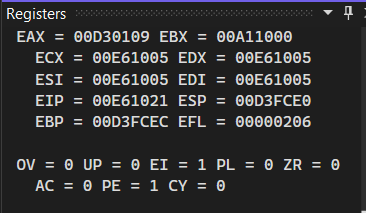 Registers
EAX = 00D30109 EBX = 00A11000
ECX = 00E61005 EDX = 00E61005
ESI = 00E61005 EDI = 00E61005
EIP = 00E61021 ESP = 00D3FCE0
EBP = 00D3FCEC EFL = 00000206
OV = 0 UP = 0 EI = 1 PL = 0 ZR = 0
AC = 0 PE = 1 CY = 0